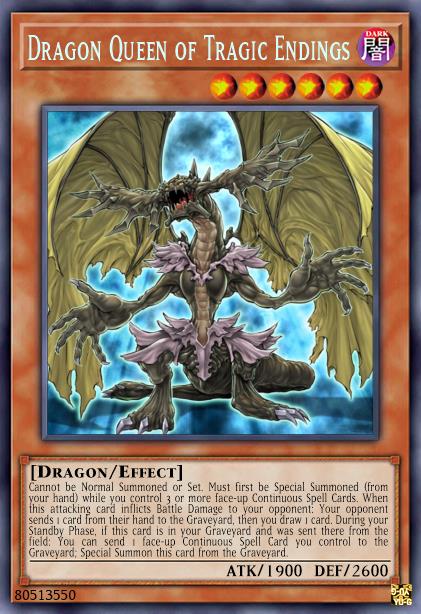 Dragon Queen of Tragic Endings
DARK
闇
[Dragon/Effect]
Cannot be Normal Summoned or Set. Must first be Special Summoned (from
your hand) while you control 3 or more face-up Continuous Spell Cards. When
this attacking card inflicts Battle Damage to your opponent: Your opponent
sends 1 card from their hand to the Graveyard, then you draw 1 card. During your
Standby Phase, if this card is in your Graveyard and was sent there from the
field: You can send 1 face-up Continuous Spell Card you control to the
Graveyard; Special Summon this card from the Graveyard.
ATK/1900 DEF/2600
80513550